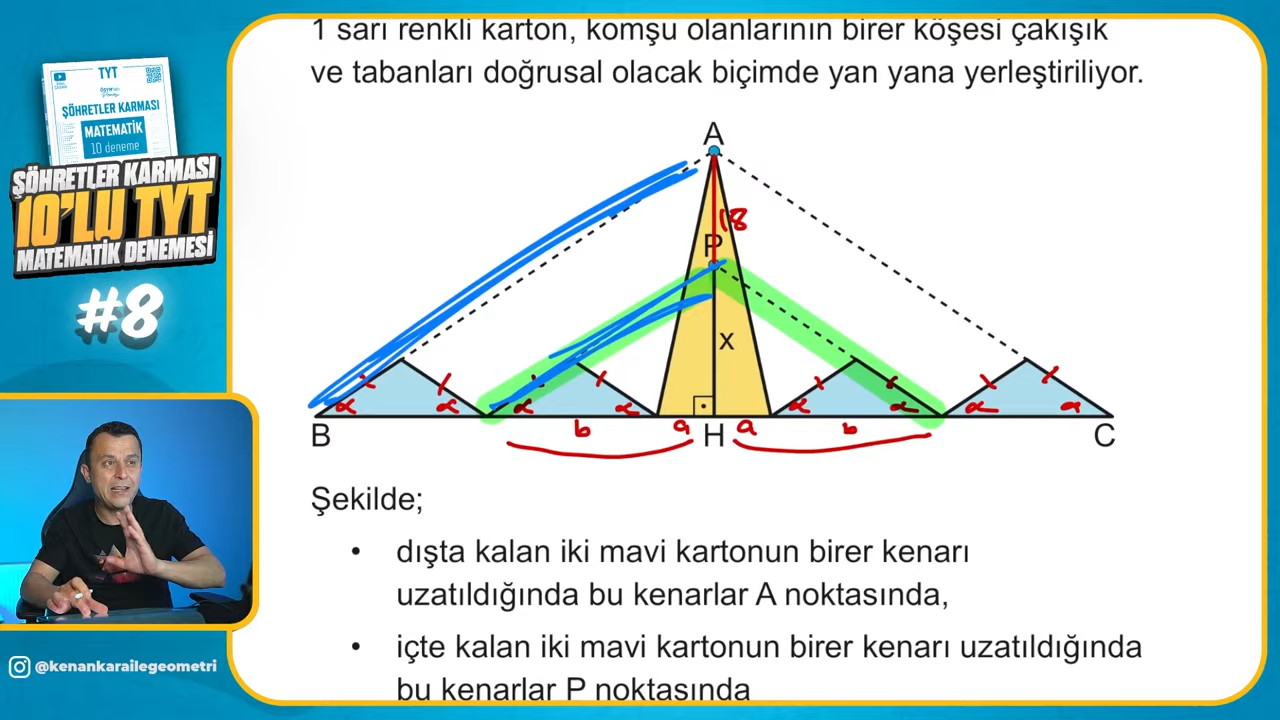 1 sarı renkli karton, komşu olanlarının birer köşesi çakışık
ve tabanları doğrusal olacak biçimde yan yana yerleştiriliyor.
TYT
ŞÖHRETLER KARMASI
MATEMATİK
10 deneme
ŞÖHRETLER KARMASI
10'LU TYT
MATEMATİK DENEMESİ
#8
A
18
P
x
α α α α α α α α
B b a H a b C
Şekilde;
• dışta kalan iki mavi kartonun birer kenarı
uzatıldığında bu kenarlar A noktasında,
• içte kalan iki mavi kartonun birer kenarı uzatıldığında
bu kenarlar P noktasında
@kenankarailegeometri